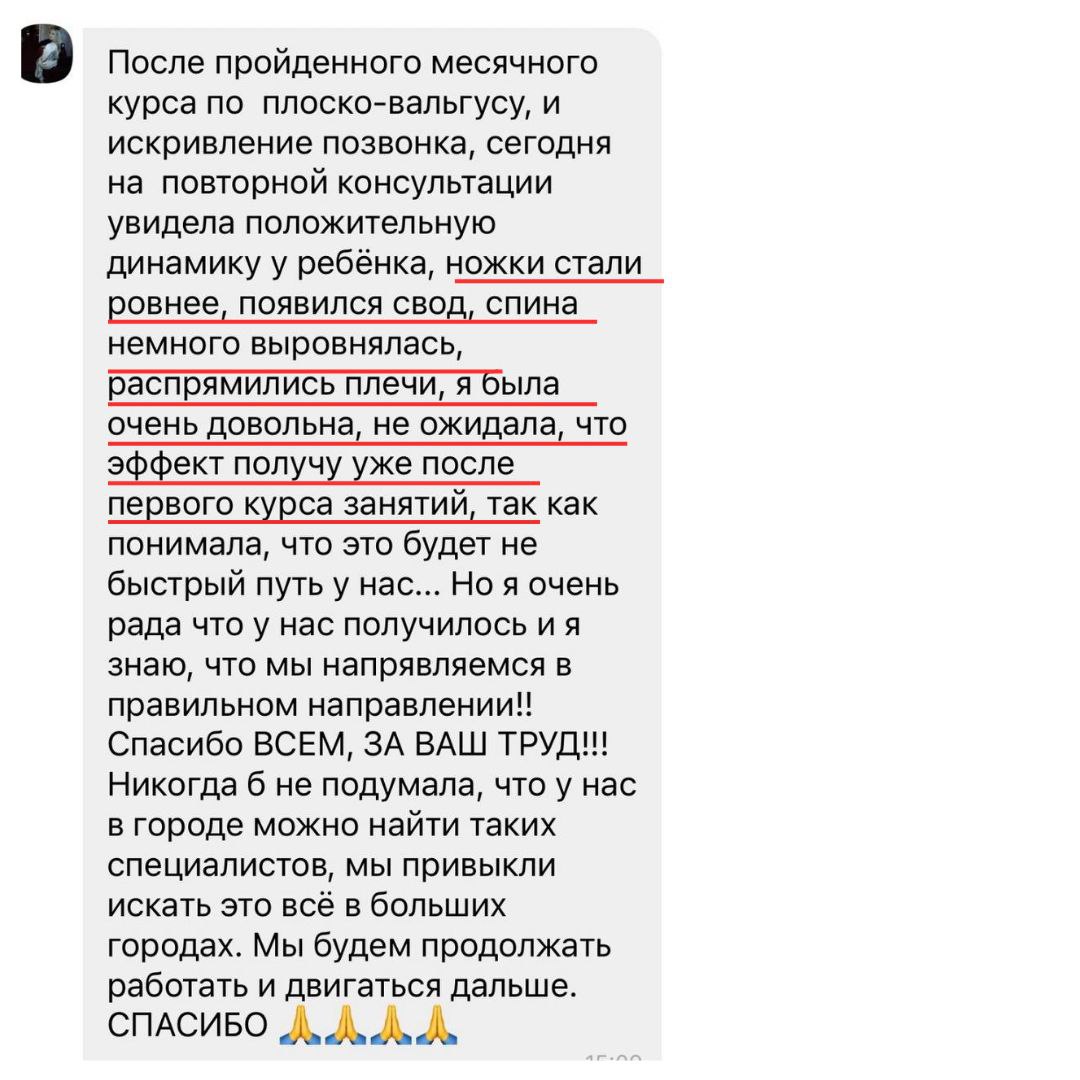 После пройденного месячного
курса по плоско-вальгусу, и
искривление позвонка, сегодня
на повторной консультации
увидела положительную
динамику у ребёнка, ножки стали
ровнее, появился свод, спина
немного выровнялась,
распрямились плечи, я была
очень довольна, не ожидала, что
эффект получу уже после
первого курса занятий, так как
понимала, что это будет не
быстрый путь у нас... Но я очень
рада что у нас получилось и я
знаю, что мы напрявляемся в
правильном направлении!!
Спасибо ВСЕМ, ЗА ВАШ ТРУД!!!
Никогда б не подумала, что у нас
в городе можно найти таких
специалистов, мы привыкли
искать это всё в больших
городах. Мы будем продолжать
работать и двигаться дальше.
СПАСИБО 🙏🙏🙏🙏